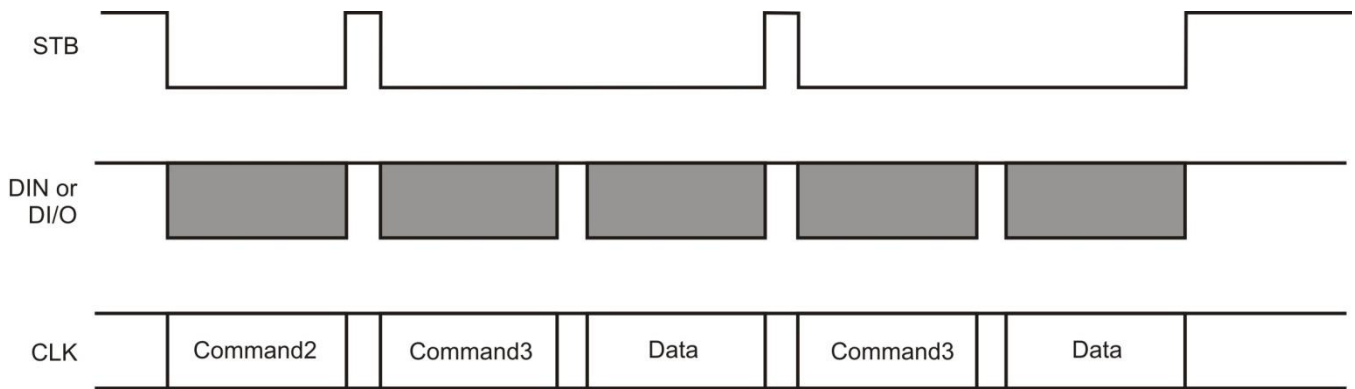 STB
DIN or
DI/O
CLK
Command2
Command3
Data
Command3
Data